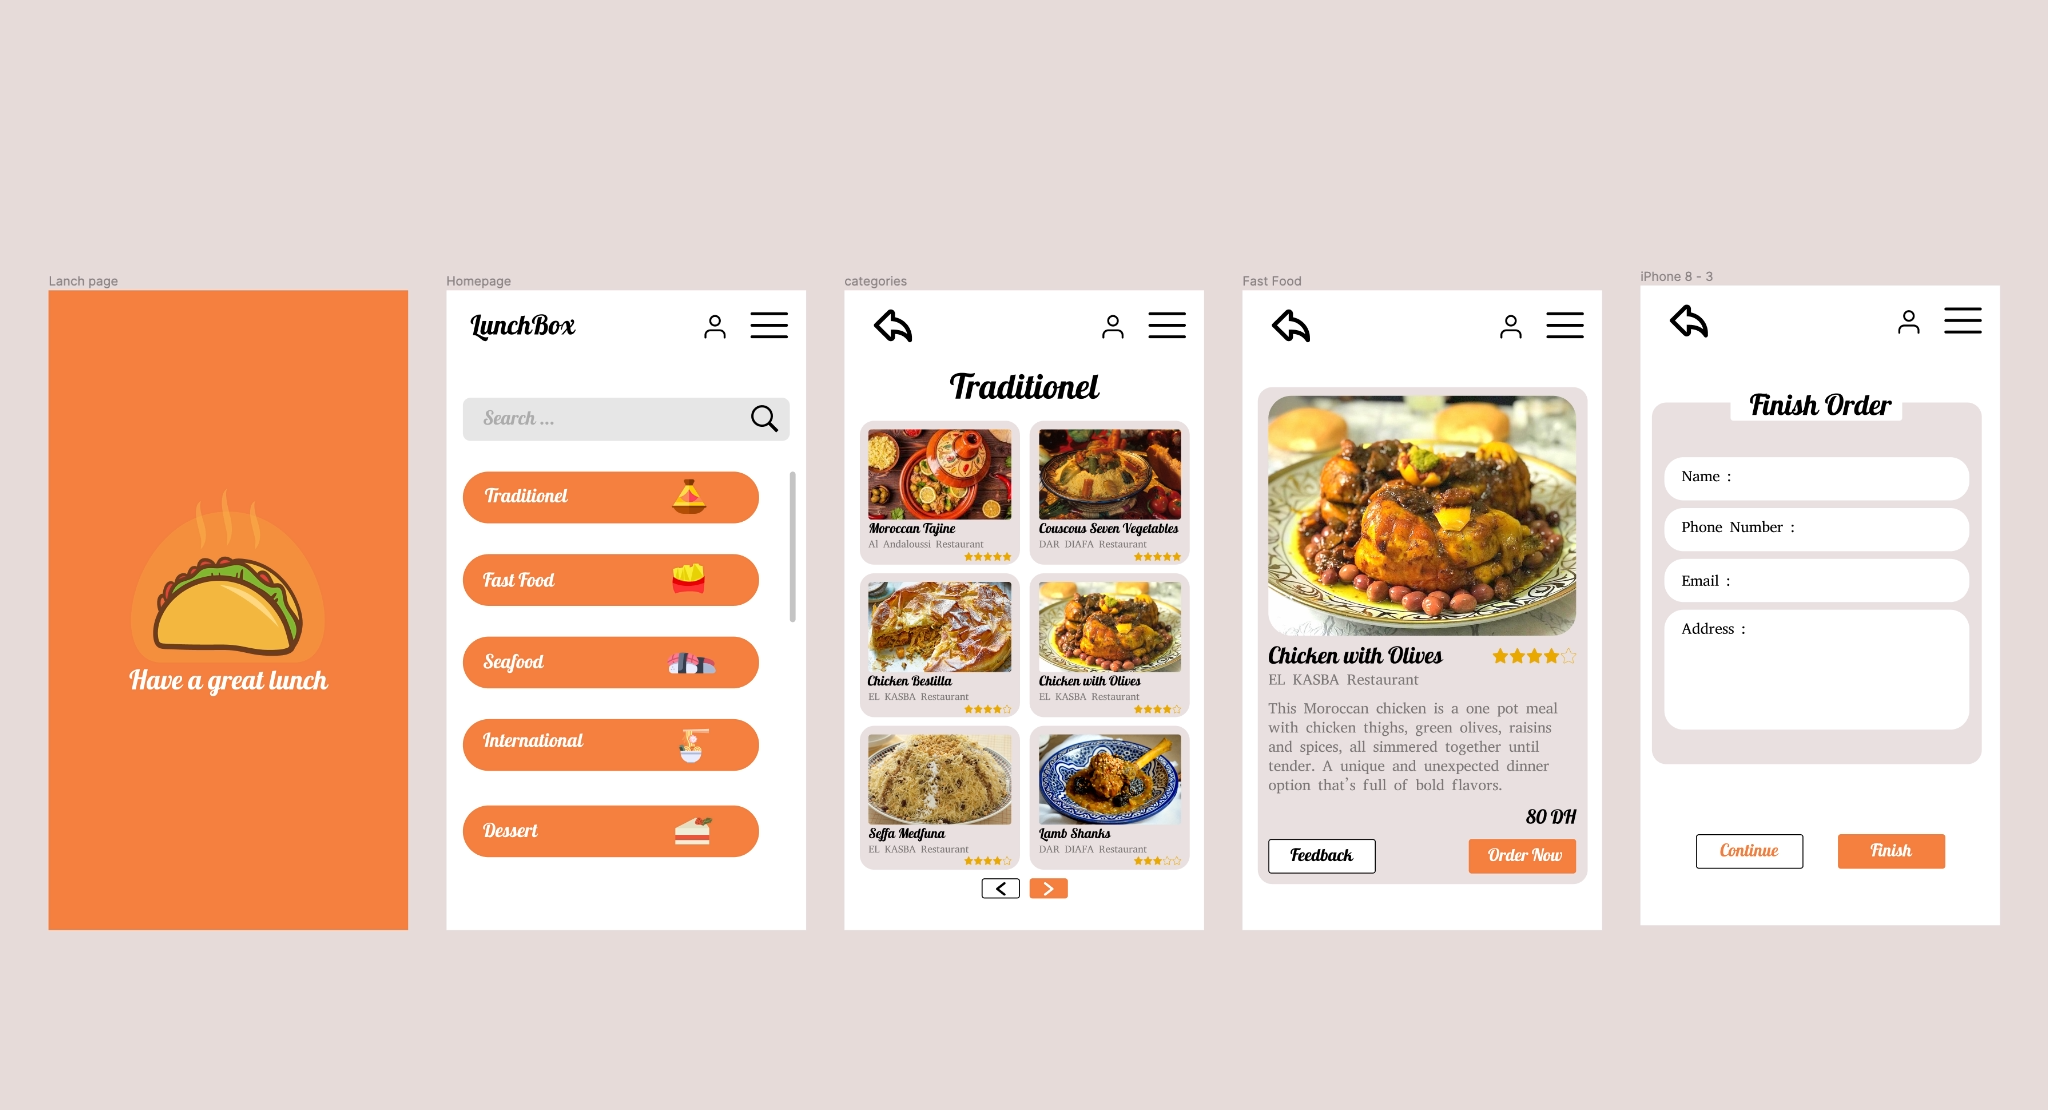 Lanch page
Have a great lunch
Homepage
LunchBox
Search ...
Traditionel
Fast Food
Seafood
International
Dessert
categories
Traditionel
Moroccan Tajine
Al Andaloussi Restaurant
Couscous Seven Vegetables
DAR DIAFA Restaurant
Chicken Bestilla
EL KASBA Restaurant
Chicken with Olives
EL KASBA Restaurant
Seffa Medfuna
EL KASBA Restaurant
Lamb Shanks
DAR DIAFA Restaurant
Fast Food
Chicken with Olives
EL KASBA Restaurant
This Moroccan chicken is a one pot meal
with chicken thighs, green olives, raisins
and spices, all simmered together until
tender. A unique and unexpected dinner
option that's full of bold flavors.
80 DH
Feedback
Order Now
iPhone 8 - 3
Finish Order
Name :
Phone Number :
Email :
Address :
Continue
Finish